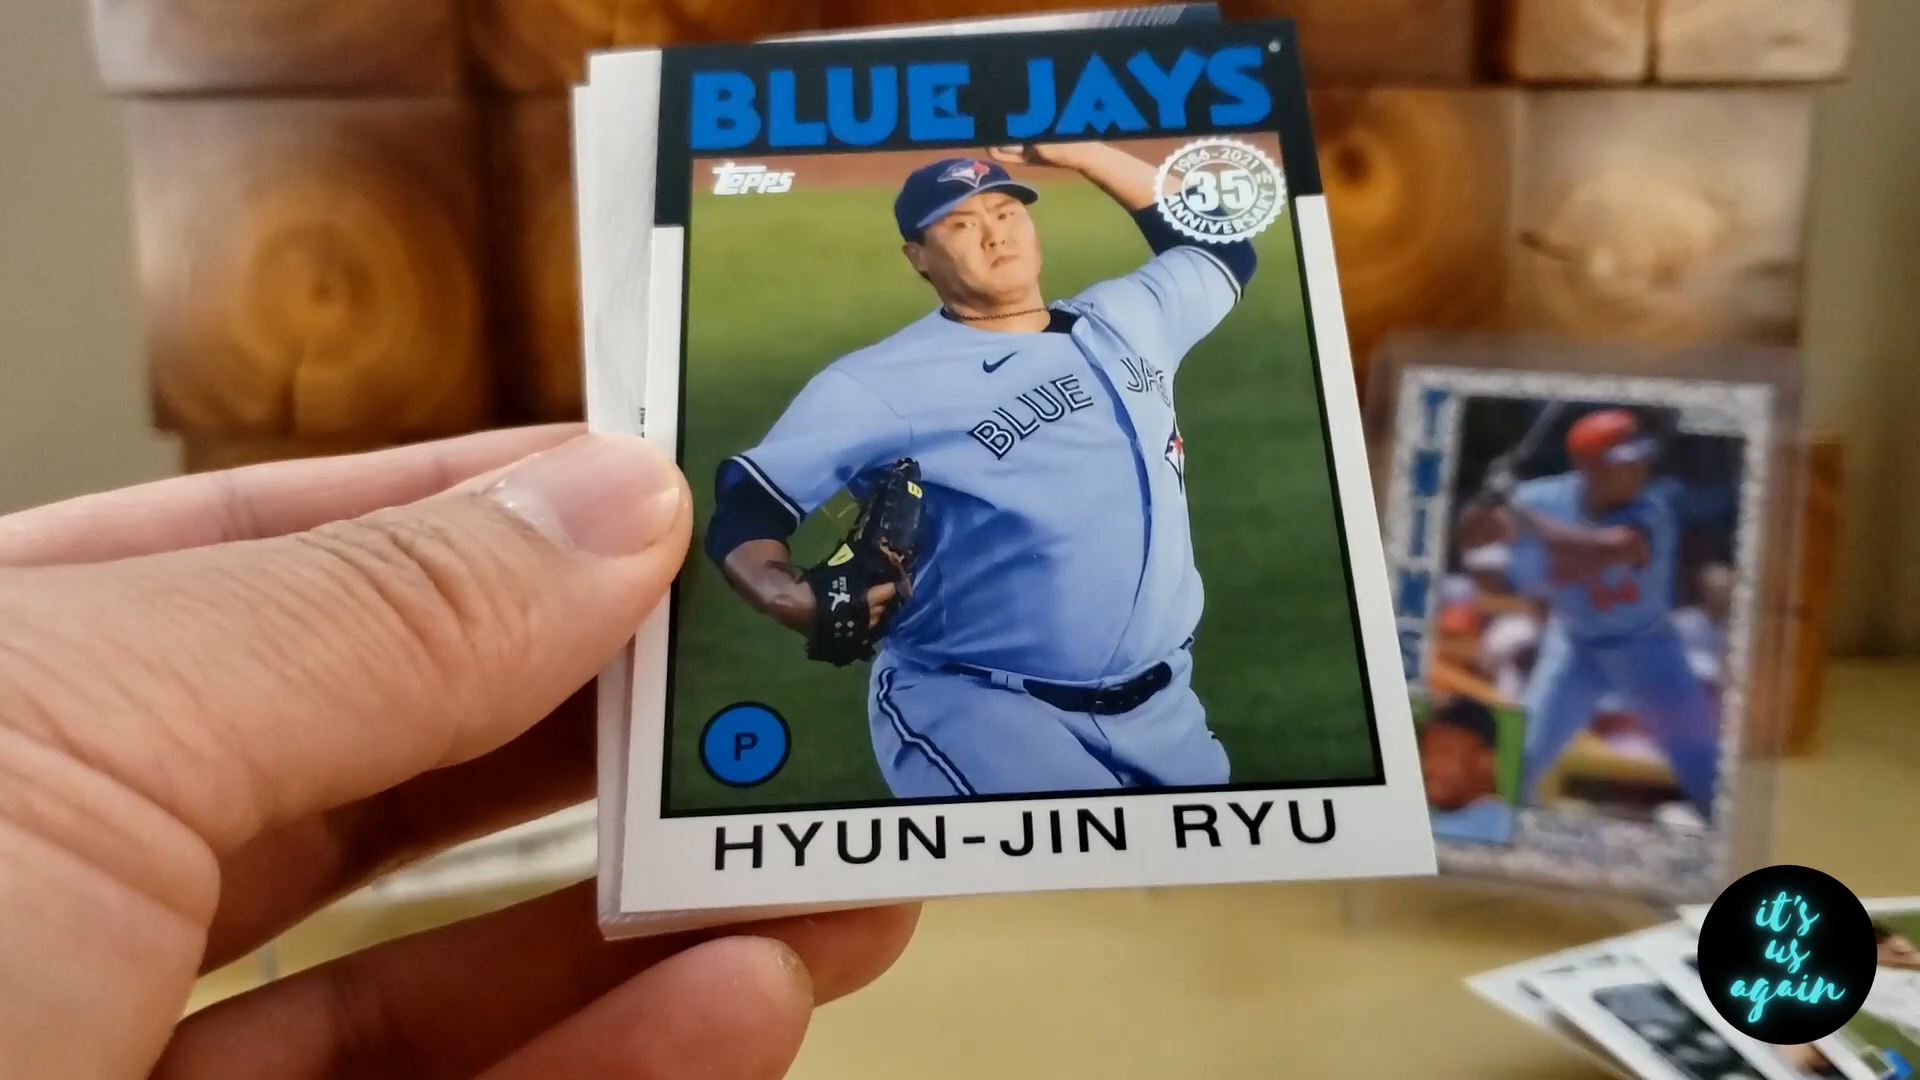 BLUE JAYS
topps
1986-2021
35
ANNIVERSARY
BLUE JAYS
P
HYUN-JIN RYU
TWINS
it's
us
again